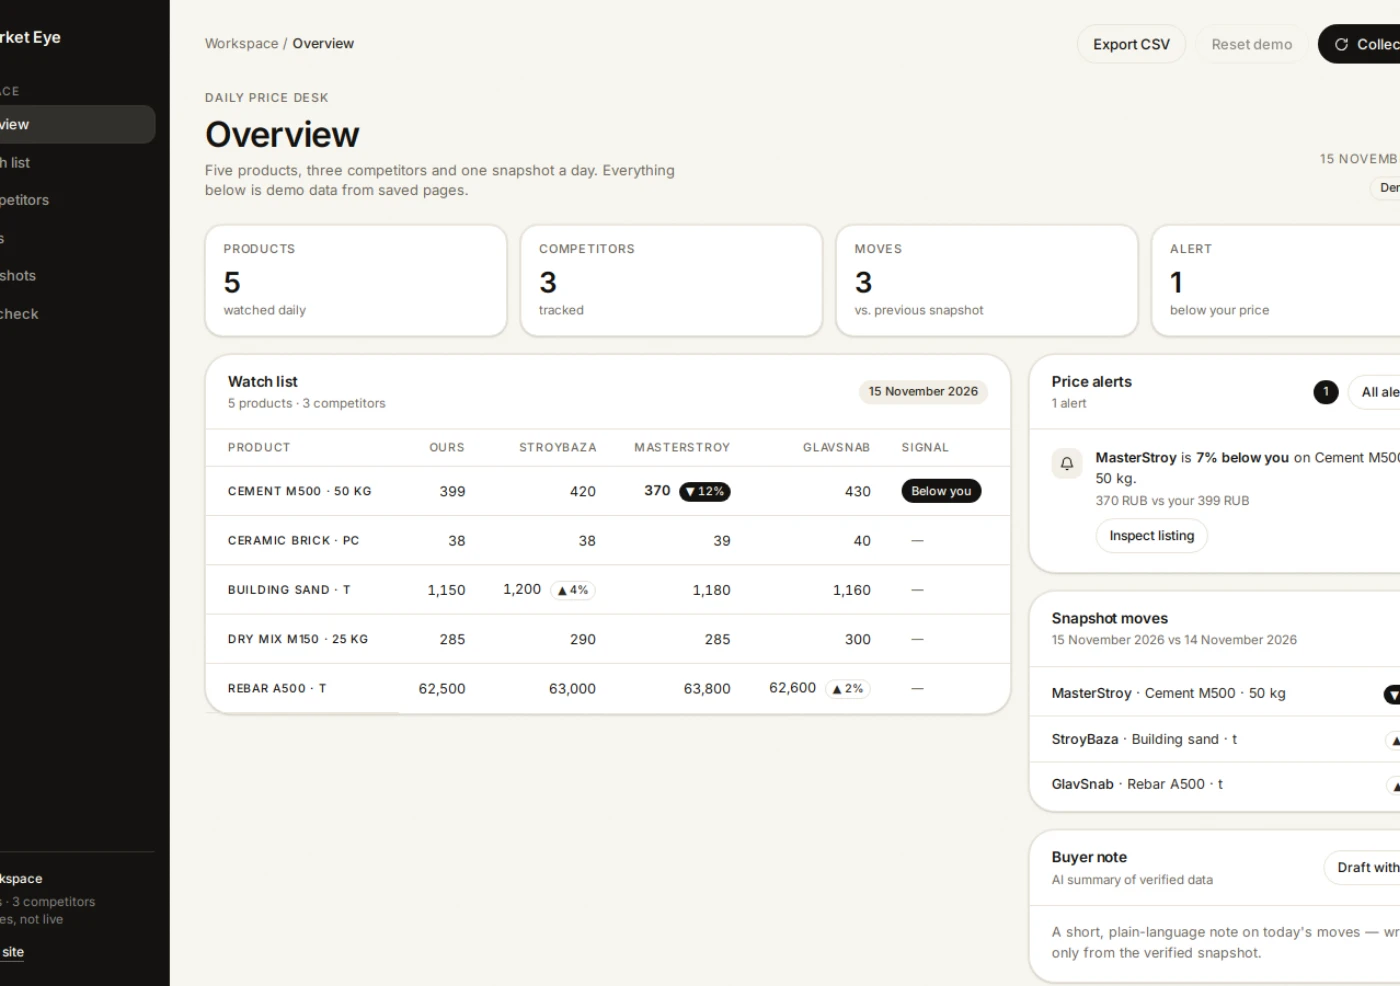 rket Eye
ACE
view
h list
petitors
s
shots
check
kspace
s · 3 competitors
es, not live
site
Workspace / Overview
Export CSV
Reset demo
Collec
DAILY PRICE DESK
Overview
Five products, three competitors and one snapshot a day. Everything
below is demo data from saved pages.
15 NOVEMB
Der
PRODUCTS
5
watched daily
COMPETITORS
3
tracked
MOVES
3
vs. previous snapshot
ALERT
1
below your price
Watch list
5 products · 3 competitors
15 November 2026
PRODUCT OURS STROYBAZA MASTERSTROY GLAVSNAB SIGNAL
CEMENT M500 · 50 KG 399 420 370 ▼ 12% 430 Below you
CERAMIC BRICK · PC 38 38 39 40 —
BUILDING SAND · T 1,150 1,200 ▲ 4% 1,180 1,160 —
DRY MIX M150 · 25 KG 285 290 285 300 —
REBAR A500 · T 62,500 63,000 63,800 62,600 ▲ 2% —
Price alerts
1 alert
1
All ale
MasterStroy is 7% below you on Cement M500
50 kg.
370 RUB vs your 399 RUB
Inspect listing
Snapshot moves
15 November 2026 vs 14 November 2026
MasterStroy · Cement M500 · 50 kg ▼
StroyBaza · Building sand · t ▲
GlavSnab · Rebar A500 · t ▲
Buyer note
AI summary of verified data
Draft with
A short, plain-language note on today's moves — wr
only from the verified snapshot.